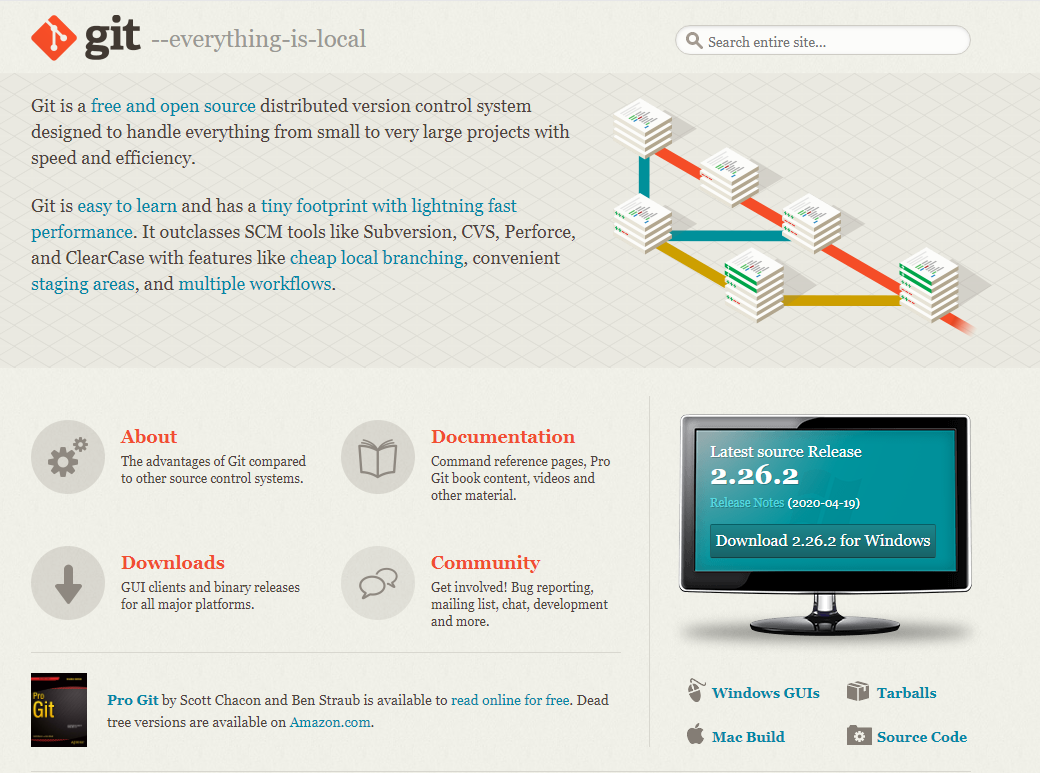 git --everything-is-local
Search entire site...
Git is a free and open source distributed version control system
designed to handle everything from small to very large projects with
speed and efficiency.
Git is easy to learn and has a tiny footprint with lightning fast
performance. It outclasses SCM tools like Subversion, CVS, Perforce,
and ClearCase with features like cheap local branching, convenient
staging areas, and multiple workflows.
About
The advantages of Git compared
to other source control systems.
Documentation
Command reference pages, Pro
Git book content, videos and
other material.
Downloads
GUI clients and binary releases
for all major platforms.
Community
Get involved! Bug reporting,
mailing list, chat, development
and more.
Pro
Git
Pro Git by Scott Chacon and Ben Straub is available to read online for free. Dead
tree versions are available on Amazon.com.
Latest source Release
2.26.2
Release Notes (2020-04-19)
Download 2.26.2 for Windows
Windows GUIs
Tarballs
Mac Build
Source Code